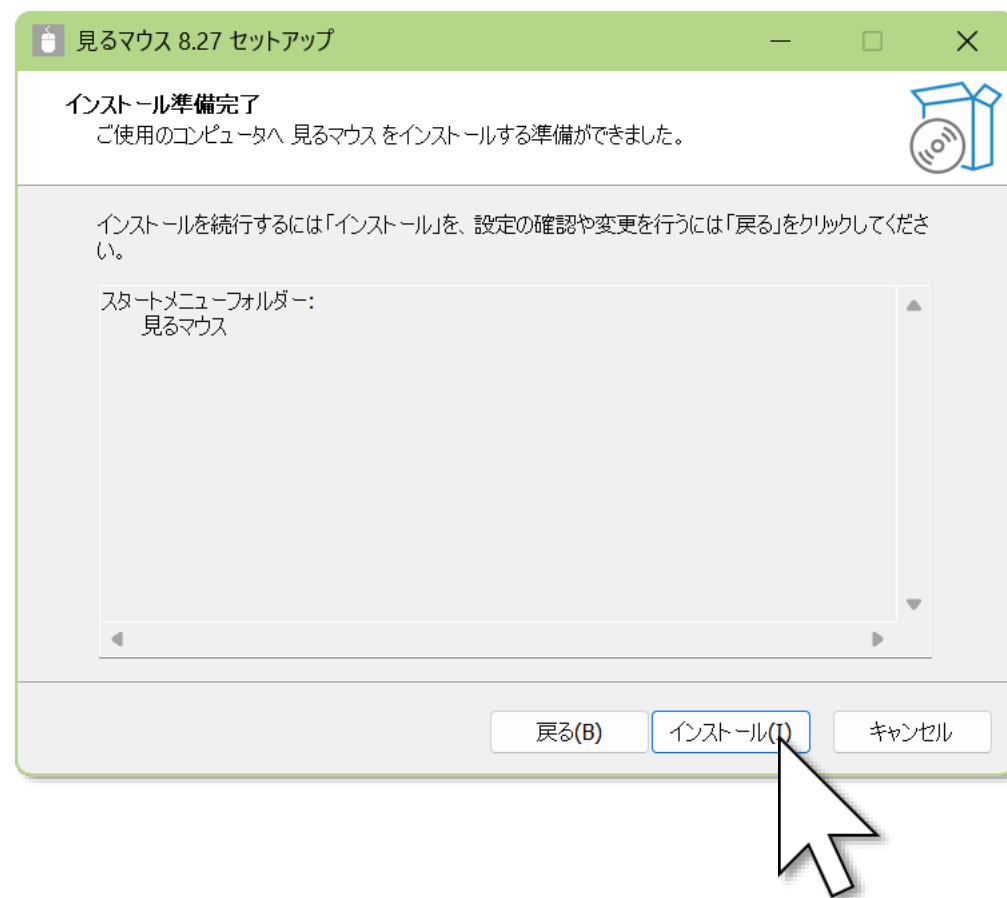 見るマウス 8.27 セットアップ
インストール準備完了
ご使用のコンピュータへ 見るマウス をインストールする準備ができました。
インストールを続行するには「インストール」を、設定の確認や変更を行うには「戻る」をクリックしてくださ
い。
スタートメニューフォルダー:
見るマウス
戻る(B)
インストール(I)
キャンセル